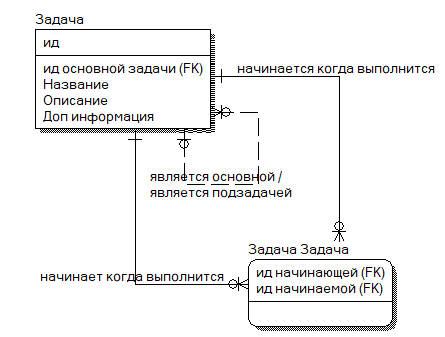 Задача
ид
ид основной задачи (FK)
Название
Описание
Доп информация
начинается когда выполнится
является основной /
является подзадачей
Задача Задача
ид начинающей (FK)
ид начинаемой (FK)
начинает когда выполнится